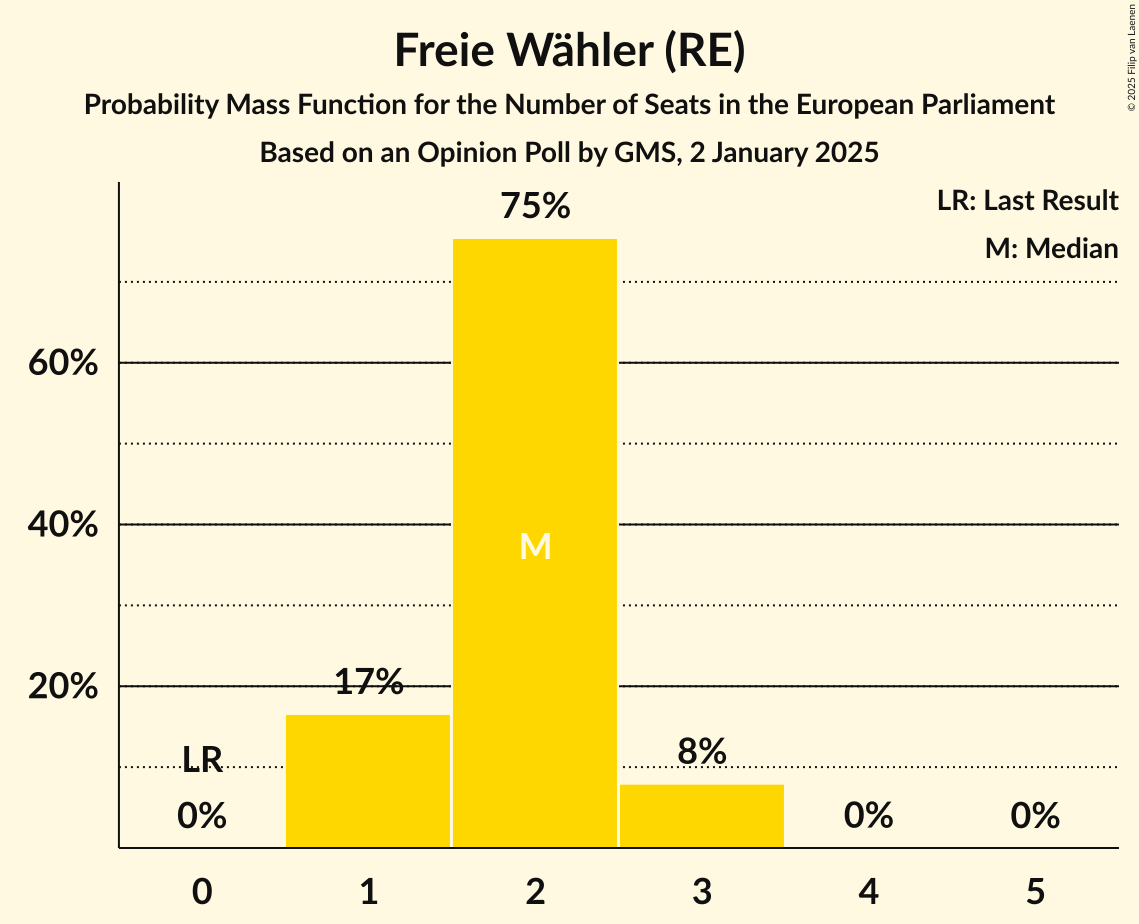 Freie Wähler (RE)
Probability Mass Function for the Number of Seats in the European Parliament
Based on an Opinion Poll by GMS, 2 January 2025
© 2025 Filip van Laenen
LR: Last Result
M: Median
75%
60%
40%
M
20%
17%
LR
8%
0%
0%
0%
0
1
2
3
4
5